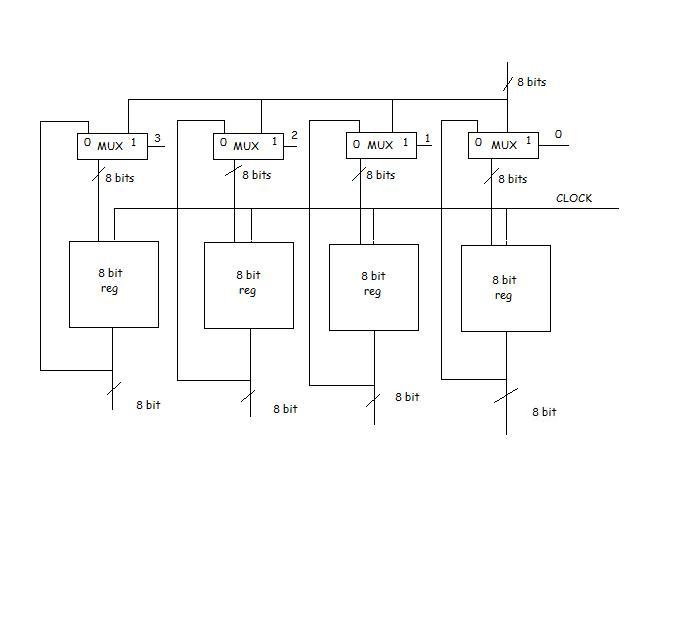 8 bits
0 MUX 1 3
0 MUX 1 2
0 MUX 1 1
0 MUX 1 0
8 bits
8 bits
8 bits
8 bits
CLOCK
8 bit
reg
8 bit
reg
8 bit
reg
8 bit
reg
8 bit
8 bit
8 bit
8 bit